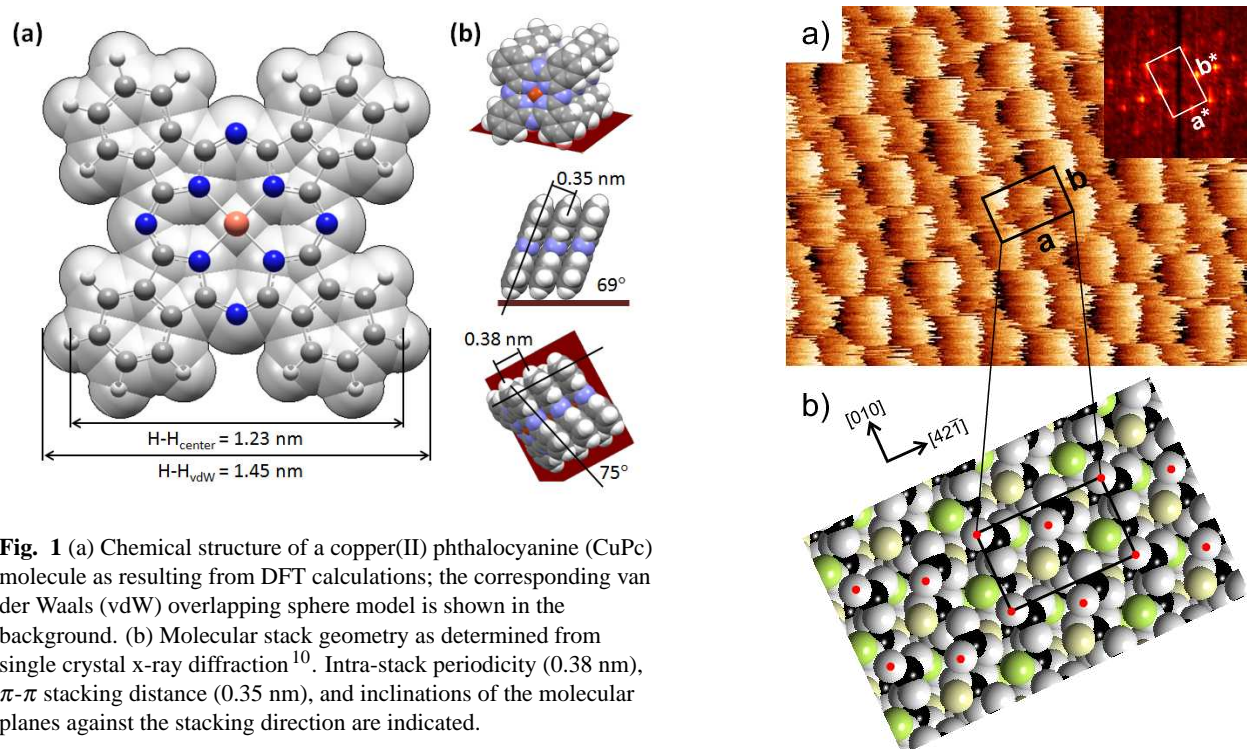 (a)
H-Hcenter = 1.23 nm
H-HvdW = 1.45 nm
(b)
0.35 nm
69°
0.38 nm
75°
Fig. 1 (a) Chemical structure of a copper(II) phthalocyanine (CuPc)
molecule as resulting from DFT calculations; the corresponding van
der Waals (vdW) overlapping sphere model is shown in the
background. (b) Molecular stack geometry as determined from
single crystal x-ray diffraction¹⁰. Intra-stack periodicity (0.38 nm),
π-π stacking distance (0.35 nm), and inclinations of the molecular
planes against the stacking direction are indicated.
a)
b*
a*
b
a
b)
[010]
[421̄]